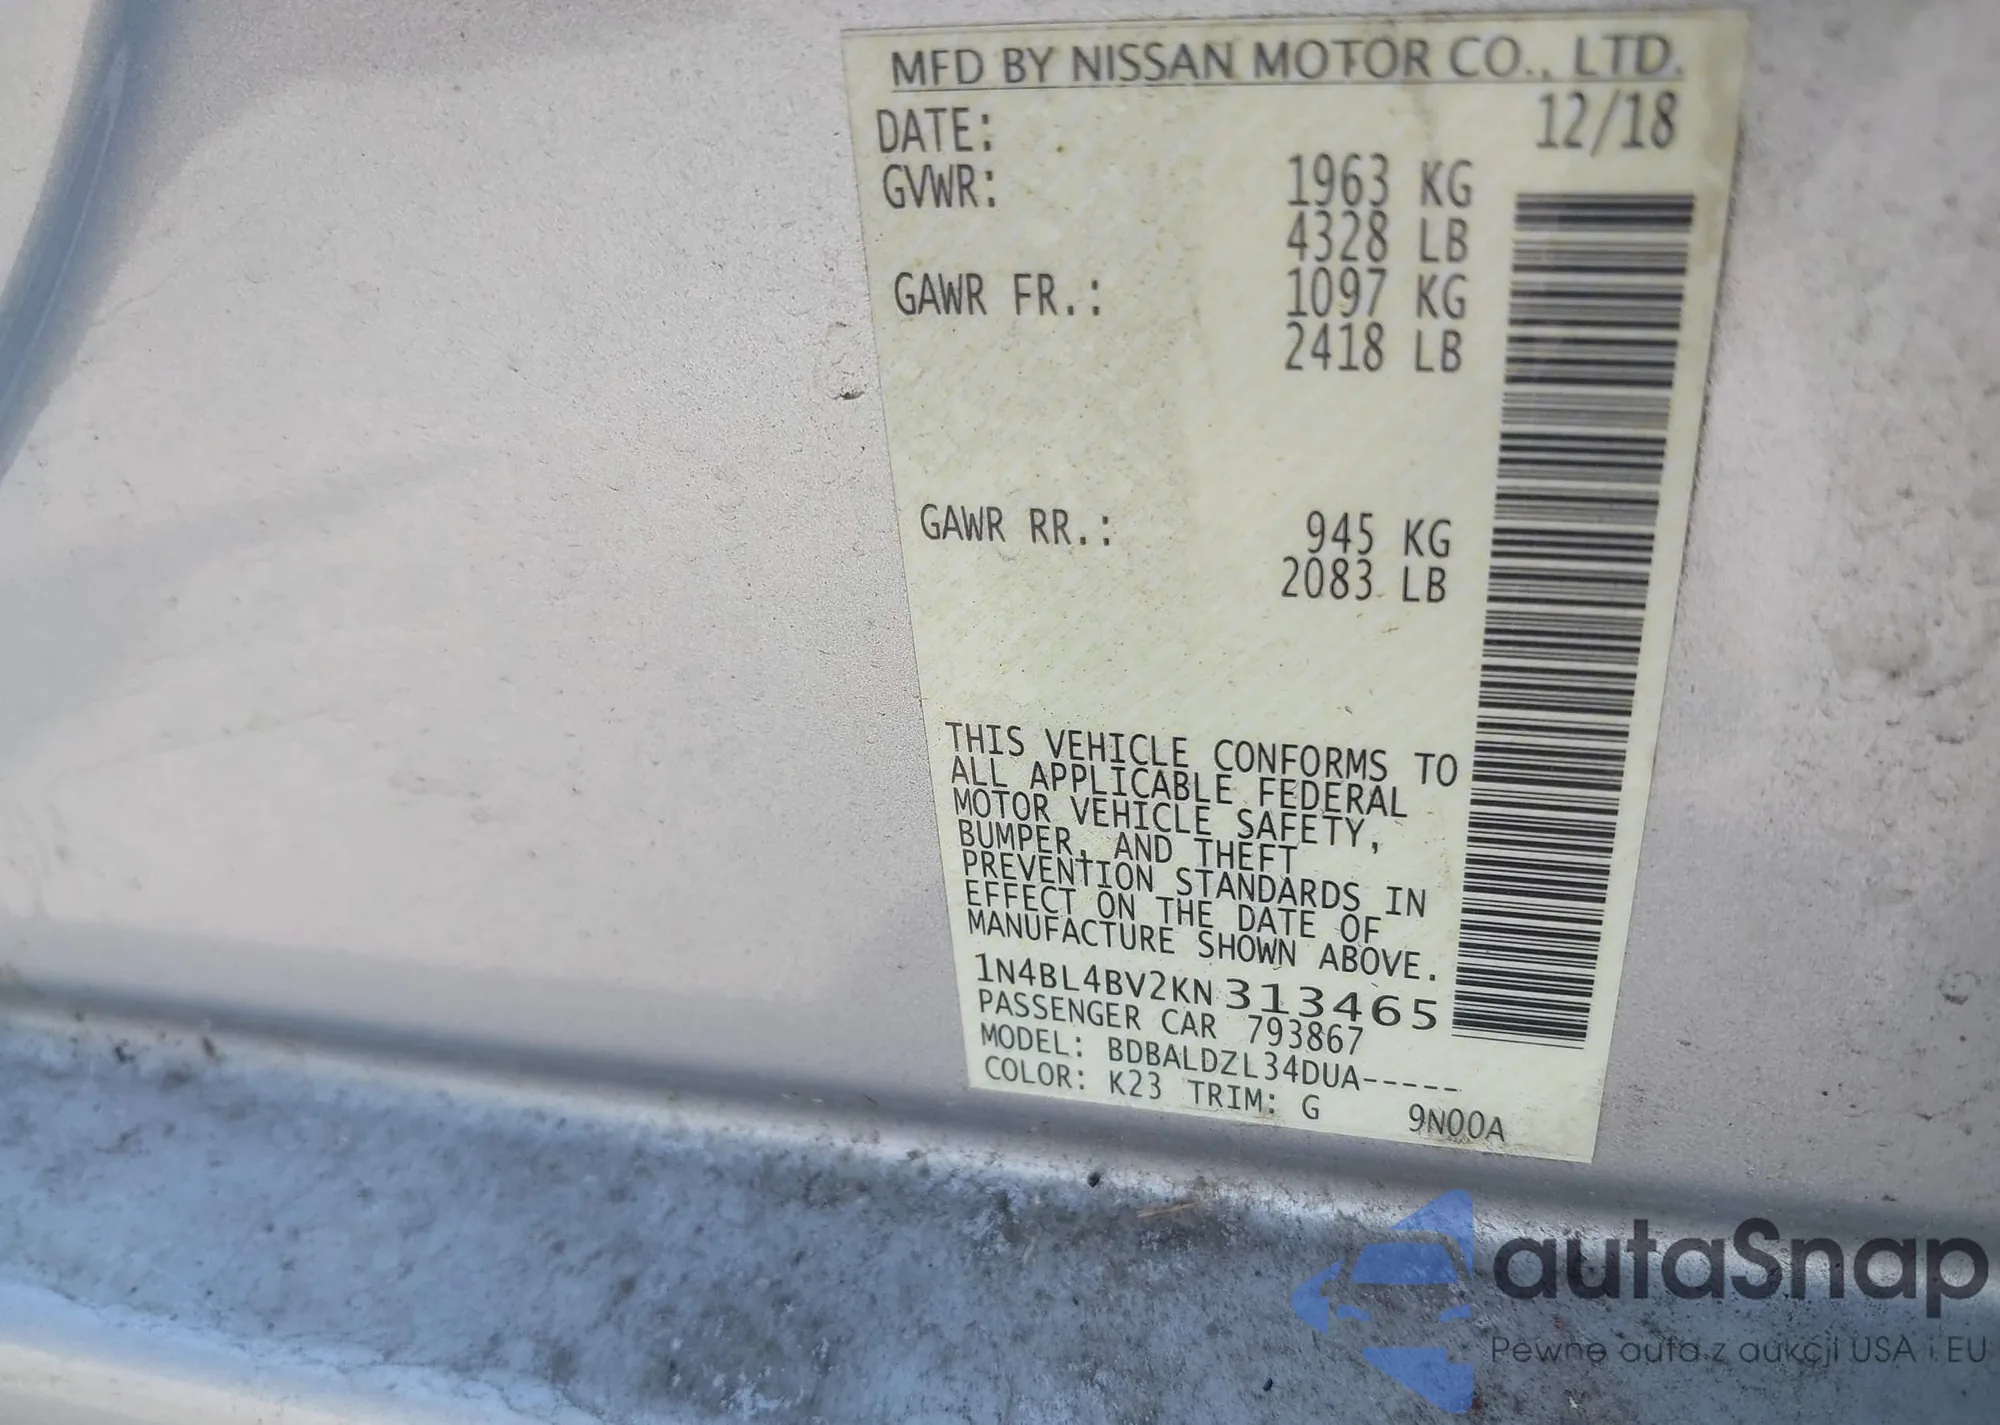 MFD BY NISSAN MOTOR CO., LTD.
DATE: 12/18
GVWR: 1963 KG
4328 LB
GAWR FR.: 1097 KG
2418 LB
GAWR RR.: 945 KG
2083 LB
THIS VEHICLE CONFORMS TO
ALL APPLICABLE FEDERAL
MOTOR VEHICLE SAFETY,
BUMPER, AND THEFT
PREVENTION STANDARDS IN
EFFECT ON THE DATE OF
MANUFACTURE SHOWN ABOVE.
1N4BL4BV2KN313465
PASSENGER CAR 793867
MODEL: BDBALDZL34DUA-----
COLOR: K23 TRIM: G 9N00A
autaSnap
Pewne auta z aukcji USA i EU